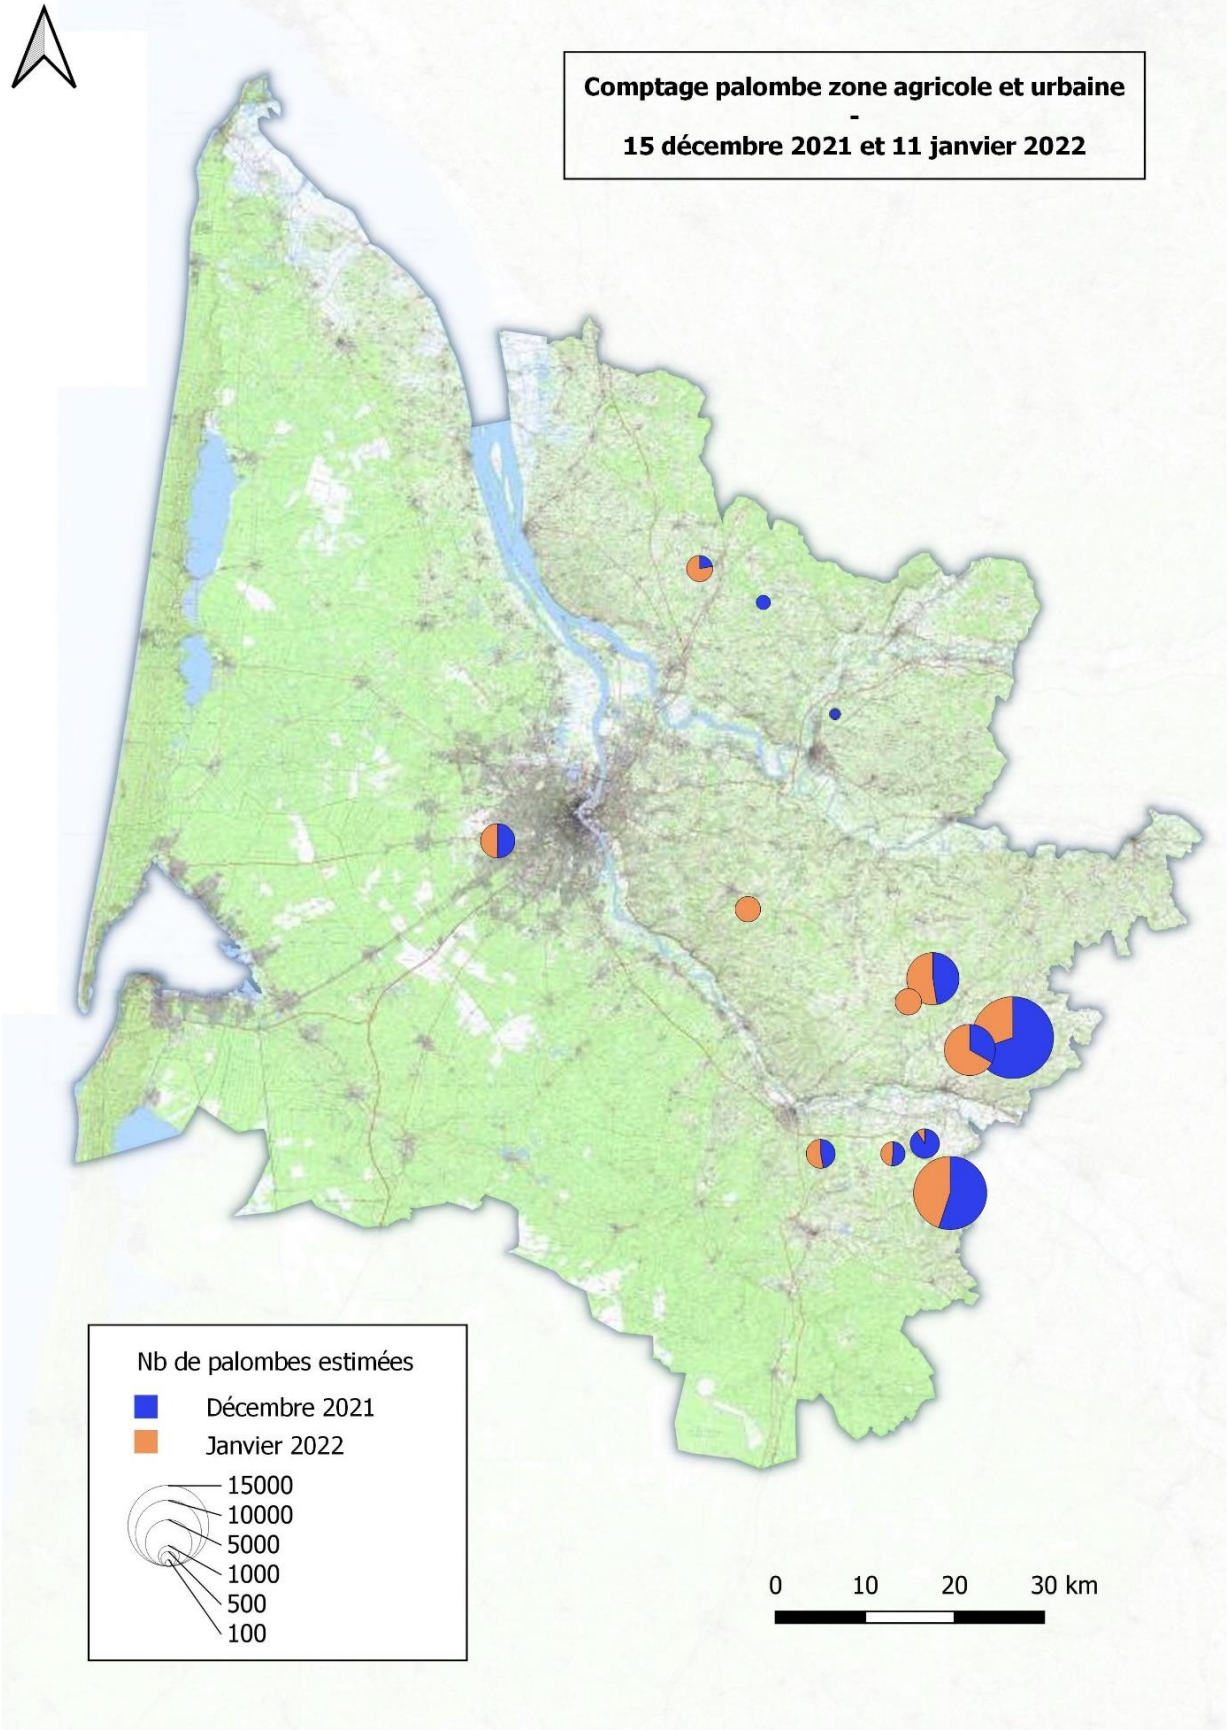 Comptage palombe zone agricole et urbaine
-
15 décembre 2021 et 11 janvier 2022
Nb de palombes estimées
Décembre 2021
Janvier 2022
15000
10000
5000
1000
500
100
0 10 20 30 km